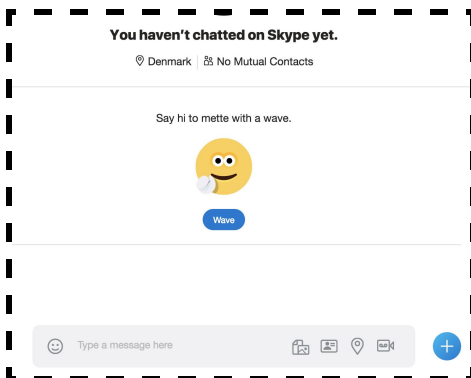 You haven't chatted on Skype yet.
Denmark No Mutual Contacts
Say hi to mette with a wave.
Wave
Type a message here